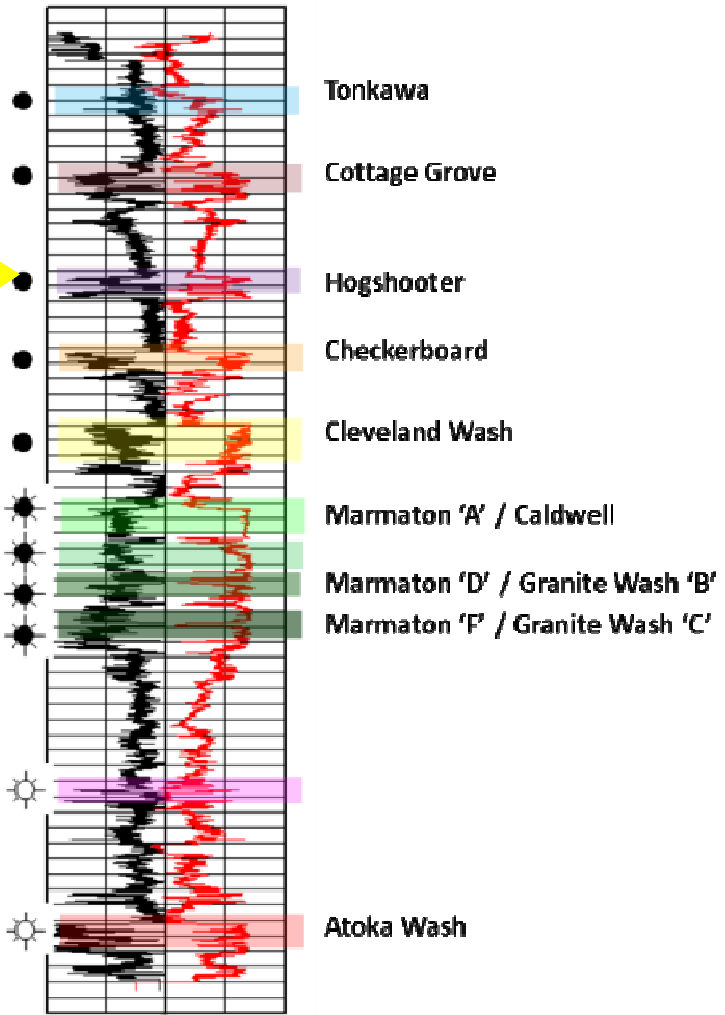 Tonkawa
Cottage Grove
Hogshooter
Checkerboard
Cleveland Wash
Marmaton ‘A’ / Caldwell
Marmaton ‘D’ / Granite Wash ‘B’
Marmaton ‘F’ / Granite Wash ‘C’
Atoka Wash